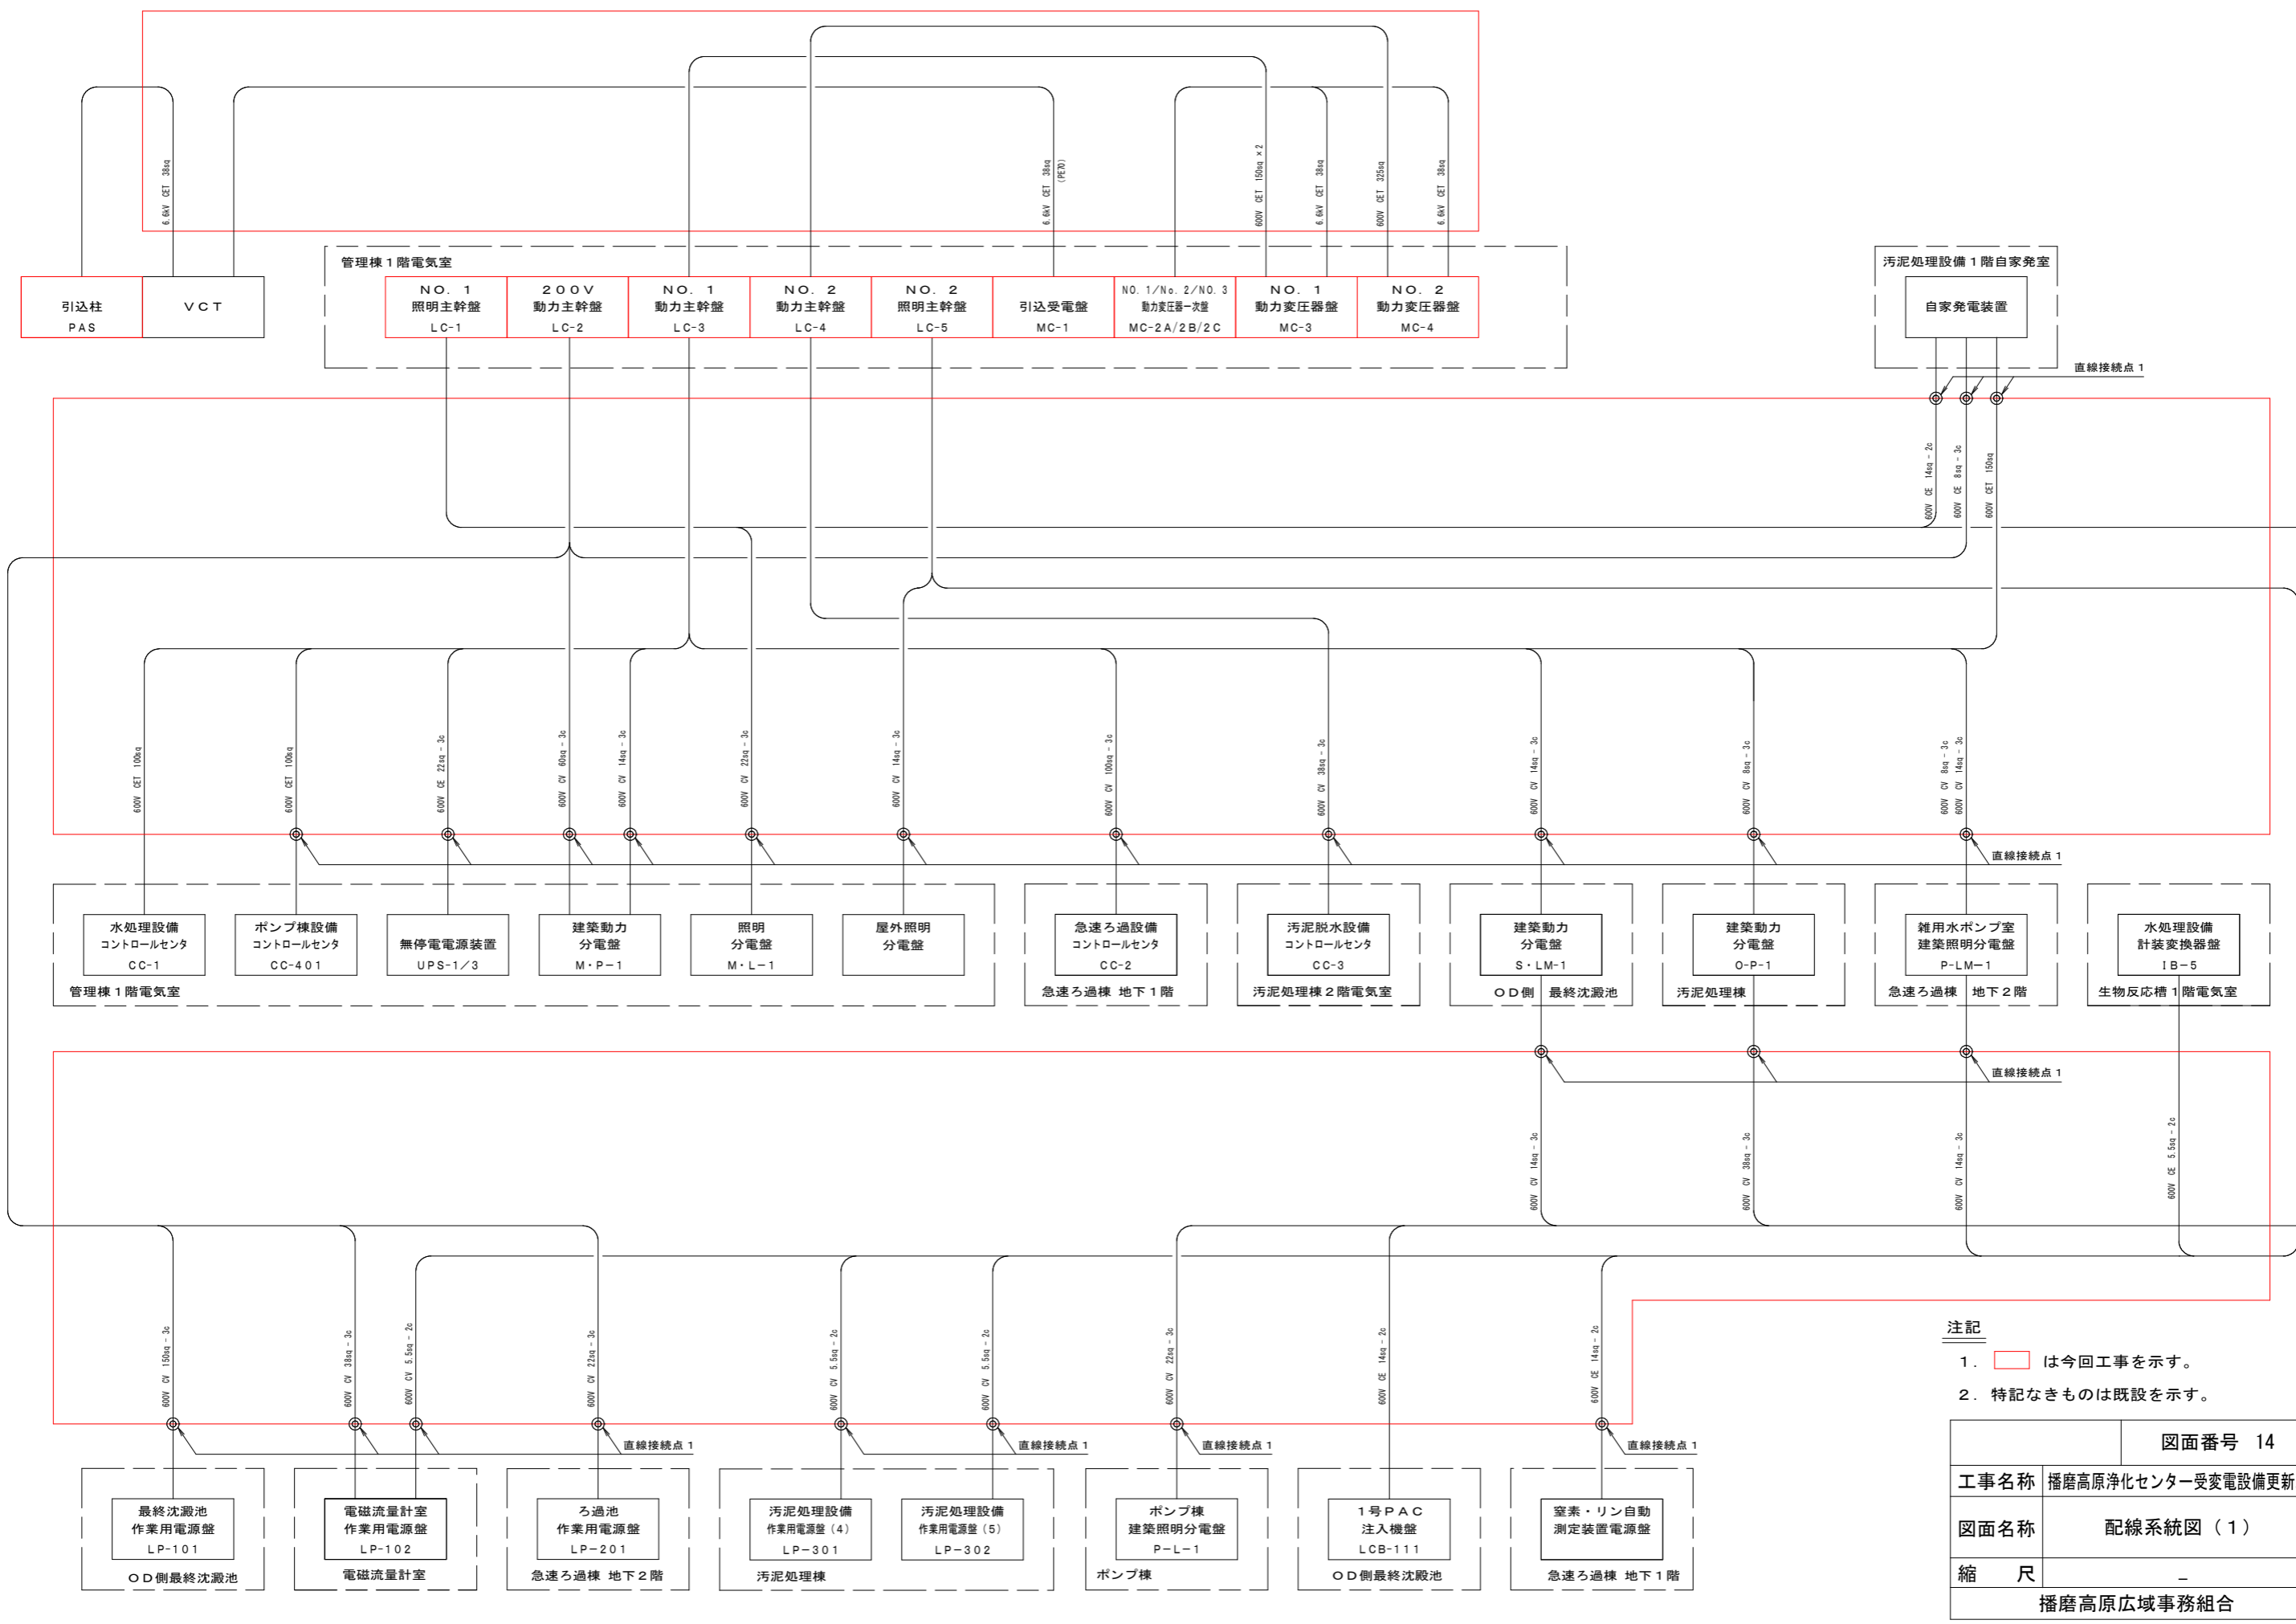 6.6kV CET 38sq
6.6kV CET 38sq
(PE70)
600V CET 150sq × 2
6.6kV CET 38sq
600V CET 325sq
6.6kV CET 38sq
管理棟1階電気室
引込柱
PAS
VCT
NO. 1
照明主幹盤
LC-1
200V
動力主幹盤
LC-2
NO. 1
動力主幹盤
LC-3
NO. 2
動力主幹盤
LC-4
NO. 2
照明主幹盤
LC-5
引込受電盤
MC-1
NO. 1/No. 2/NO. 3
動力変圧器一次盤
MC-2A/2B/2C
NO. 1
動力変圧器盤
MC-3
NO. 2
動力変圧器盤
MC-4
汚泥処理設備1階自家発室
自家発電装置
直線接続点1
600V CE 14sq - 2c
600V CE 8sq - 3c
600V CET 150sq
600V CET 100sq
600V CET 100sq
600V CE 22sq - 3c
600V CV 60sq - 3c
600V CV 14sq - 3c
600V CV 22sq - 3c
600V CV 14sq - 3c
600V CV 100sq - 3c
600V CV 38sq - 3c
600V CV 14sq - 3c
600V CV 8sq - 3c
600V CV 8sq - 3c
600V CV 14sq - 3c
直線接続点1
水処理設備
コントロールセンタ
CC-1
ポンプ棟設備
コントロールセンタ
CC-401
無停電電源装置
UPS-1/3
建築動力
分電盤
M・P-1
照明
分電盤
M・L-1
屋外照明
分電盤
管理棟1階電気室
急速ろ過設備
コントロールセンタ
CC-2
急速ろ過棟 地下1階
汚泥脱水設備
コントロールセンタ
CC-3
汚泥処理棟2階電気室
建築動力
分電盤
S・LM-1
OD側 最終沈澱池
建築動力
分電盤
O-P-1
汚泥処理棟
雑用水ポンプ室
建築照明分電盤
P-LM-1
急速ろ過棟 地下2階
水処理設備
計装変換器盤
IB-5
生物反応槽1階電気室
直線接続点1
600V CV 14sq - 3c
600V CV 38sq - 3c
600V CV 14sq - 3c
600V CE 5.5sq - 2c
600V CV 150sq - 3c
600V CV 38sq - 3c
600V CV 5.5sq - 2c
600V CV 22sq - 3c
600V CV 5.5sq - 2c
600V CV 5.5sq - 2c
600V CV 22sq - 3c
600V CE 14sq - 2c
600V CE 14sq - 2c
直線接続点1
直線接続点1
直線接続点1
直線接続点1
最終沈澱池
作業用電源盤
LP-101
OD側最終沈澱池
電磁流量計室
作業用電源盤
LP-102
電磁流量計室
ろ過池
作業用電源盤
LP-201
急速ろ過棟 地下2階
汚泥処理設備
作業用電源盤(4)
LP-301
汚泥処理設備
作業用電源盤(5)
LP-302
汚泥処理棟
ポンプ棟
建築照明分電盤
P-L-1
ポンプ棟
1号PAC
注入機盤
LCB-111
OD側最終沈澱池
窒素・リン自動
測定装置電源盤
急速ろ過棟 地下1階
注記
1. は今回工事を示す。
2. 特記なきものは既設を示す。
図面番号 14
工事名称 播磨高原浄化センター受変電設備更新
図面名称 配線系統図(1)
縮 尺 −
播磨高原広域事務組合